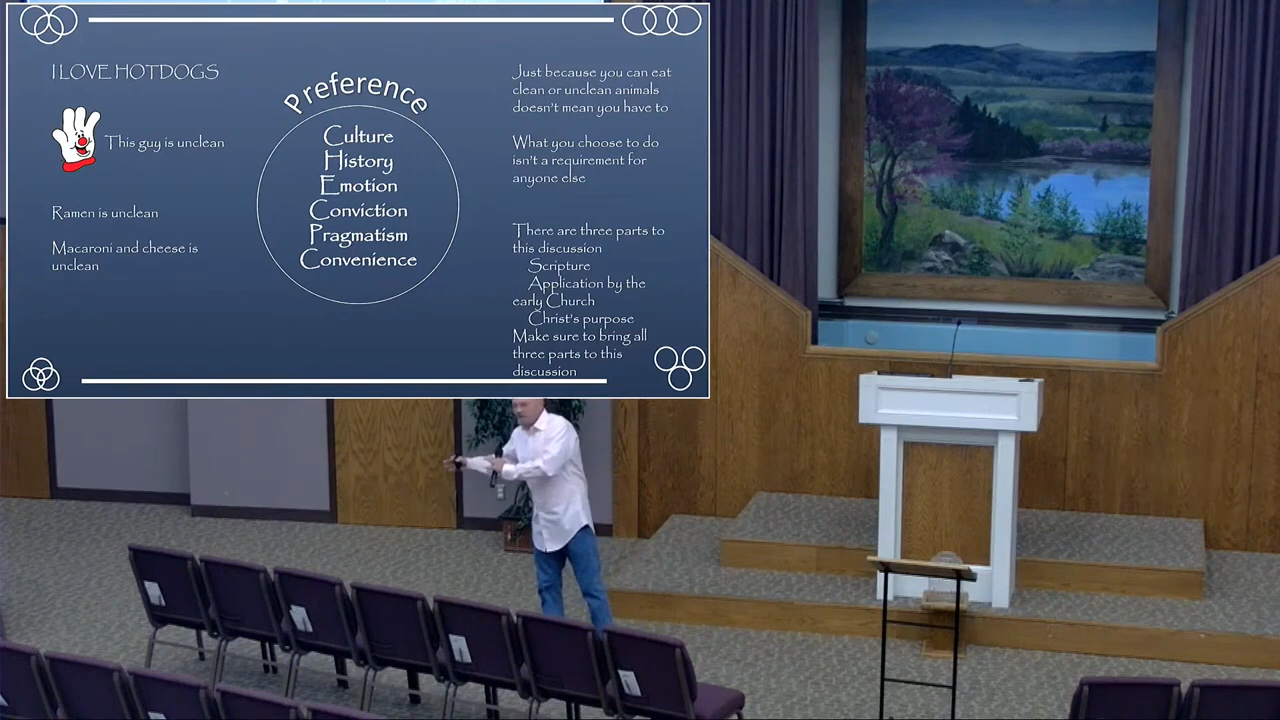 I LOVE HOTDOGS
This guy is unclean
Ramen is unclean
Macaroni and cheese is
unclean
Preference
Culture
History
Emotion
Conviction
Pragmatism
Convenience
Just because you can eat
clean or unclean animals
doesn't mean you have to
What you choose to do
isn't a requirement for
anyone else
There are three parts to
this discussion
Scripture
Application by the
early Church
Christ's purpose
Make sure to bring all
three parts to this
discussion